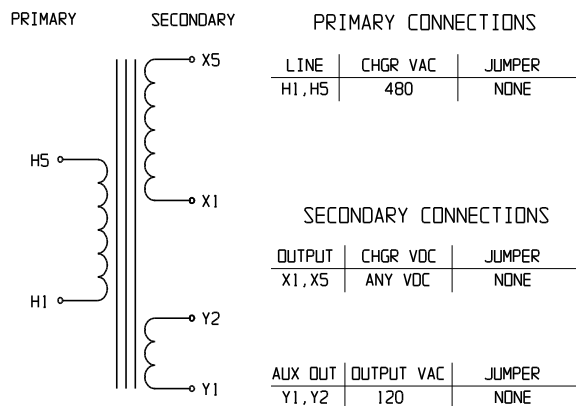 PRIMARY SECONDARY
X5
H5
X1
H1
Y2
Y1
PRIMARY CONNECTIONS
LINE CHGR VAC JUMPER
H1,H5 480 NONE
SECONDARY CONNECTIONS
OUTPUT CHGR VDC JUMPER
X1,X5 ANY VDC NONE
AUX OUT OUTPUT VAC JUMPER
Y1,Y2 120 NONE